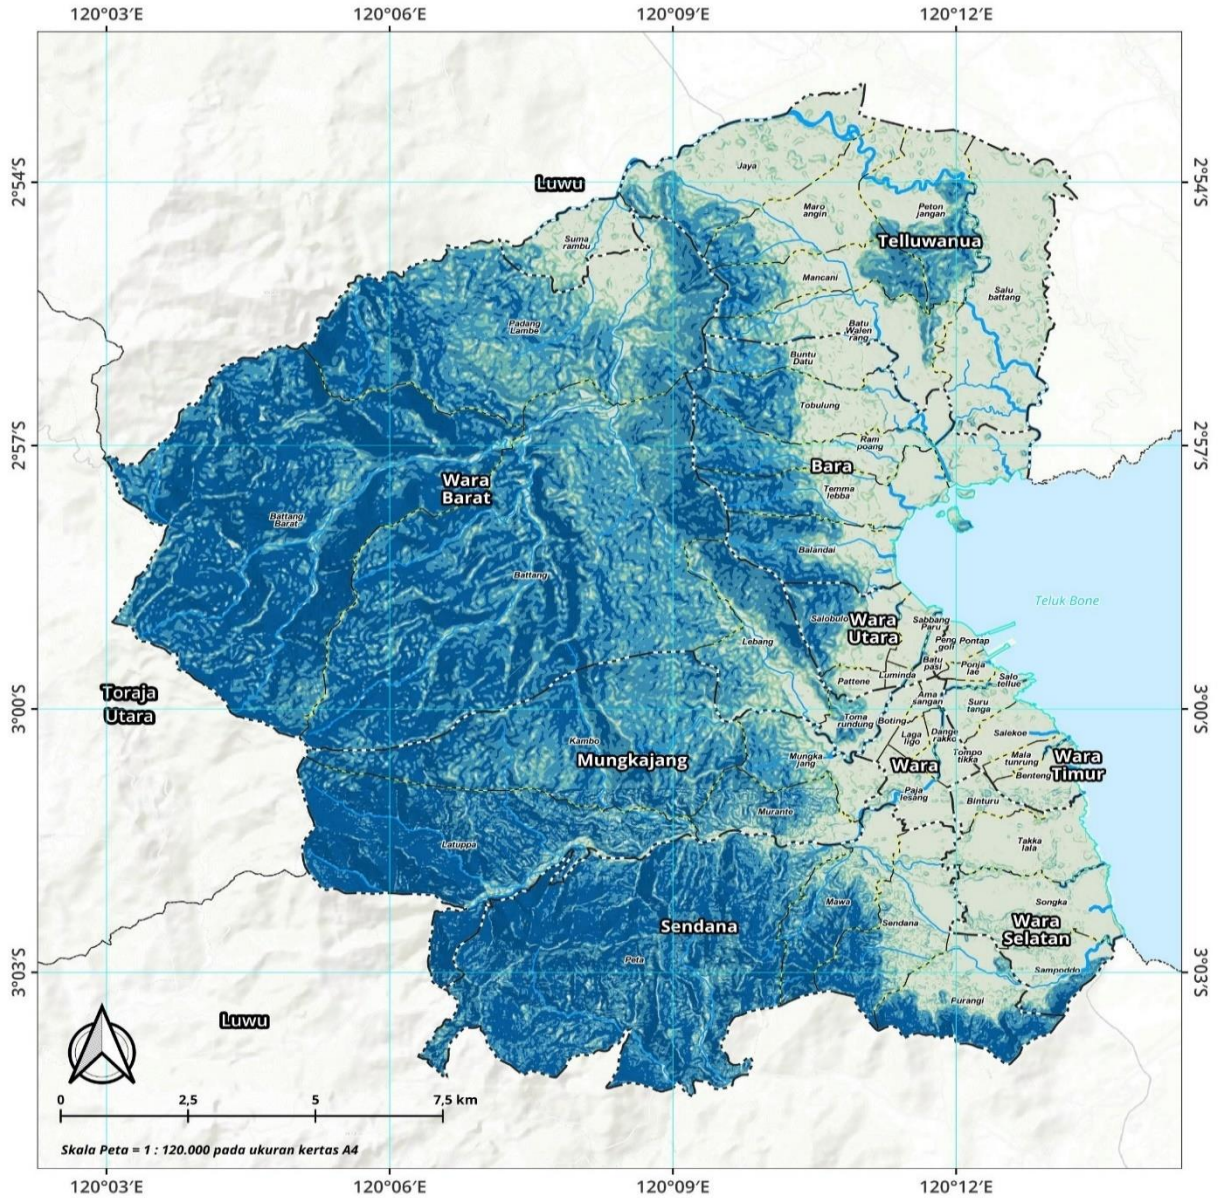 120°03′E 120°06′E 120°09′E 120°12′E
2°54′S
2°54′S
Luwu
Jaya
Maro
angin
Peton
jangan
Telluwanua
Suma
rambu
Mancani
Salu
battang
Padang
Lambe
Batu
Walen
rang
Buntu
Datu
Tobulung
2°57′S
2°57′S
Ram
poang
Bara
Wara
Barat
Temma
lebba
Battang
Barat
Balandai
Battang
Teluk Bone
Salobulo
Wara
Utara
Sabbang
Paru
Peng
goli
Pontap
Lebang
Batu
pasi
Ponja
lae
Pattene
Luminda
Salo
tellue
Toraja
Utara
Ama
sangan
Suru
tanga
3°00′S
3°00′S
Toma
rundung
Boting
Laga
ligo
Dange
rakko
Salekoe
Kambo
Mungkajang
Mungka
jang
Tompo
tikka
Mala
tunrung
Wara
Timur
Wara
Benteng
Paja
lesang
Binturu
Murante
Latuppa
Takka
lala
Mawa
Songka
Sendana
Sendana
Wara
Selatan
Peta
Sampoddo
3°03′S
3°03′S
Purangi
Luwu
0 2,5 5 7,5 km
Skala Peta = 1 : 120.000 pada ukuran kertas A4
120°03′E 120°06′E 120°09′E 120°12′E